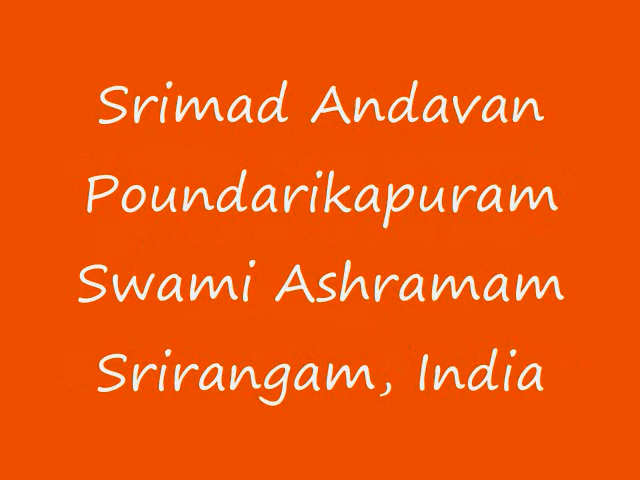 Srimad Andavan
Poundarikapuram
Swami Ashramam
Srirangam, India